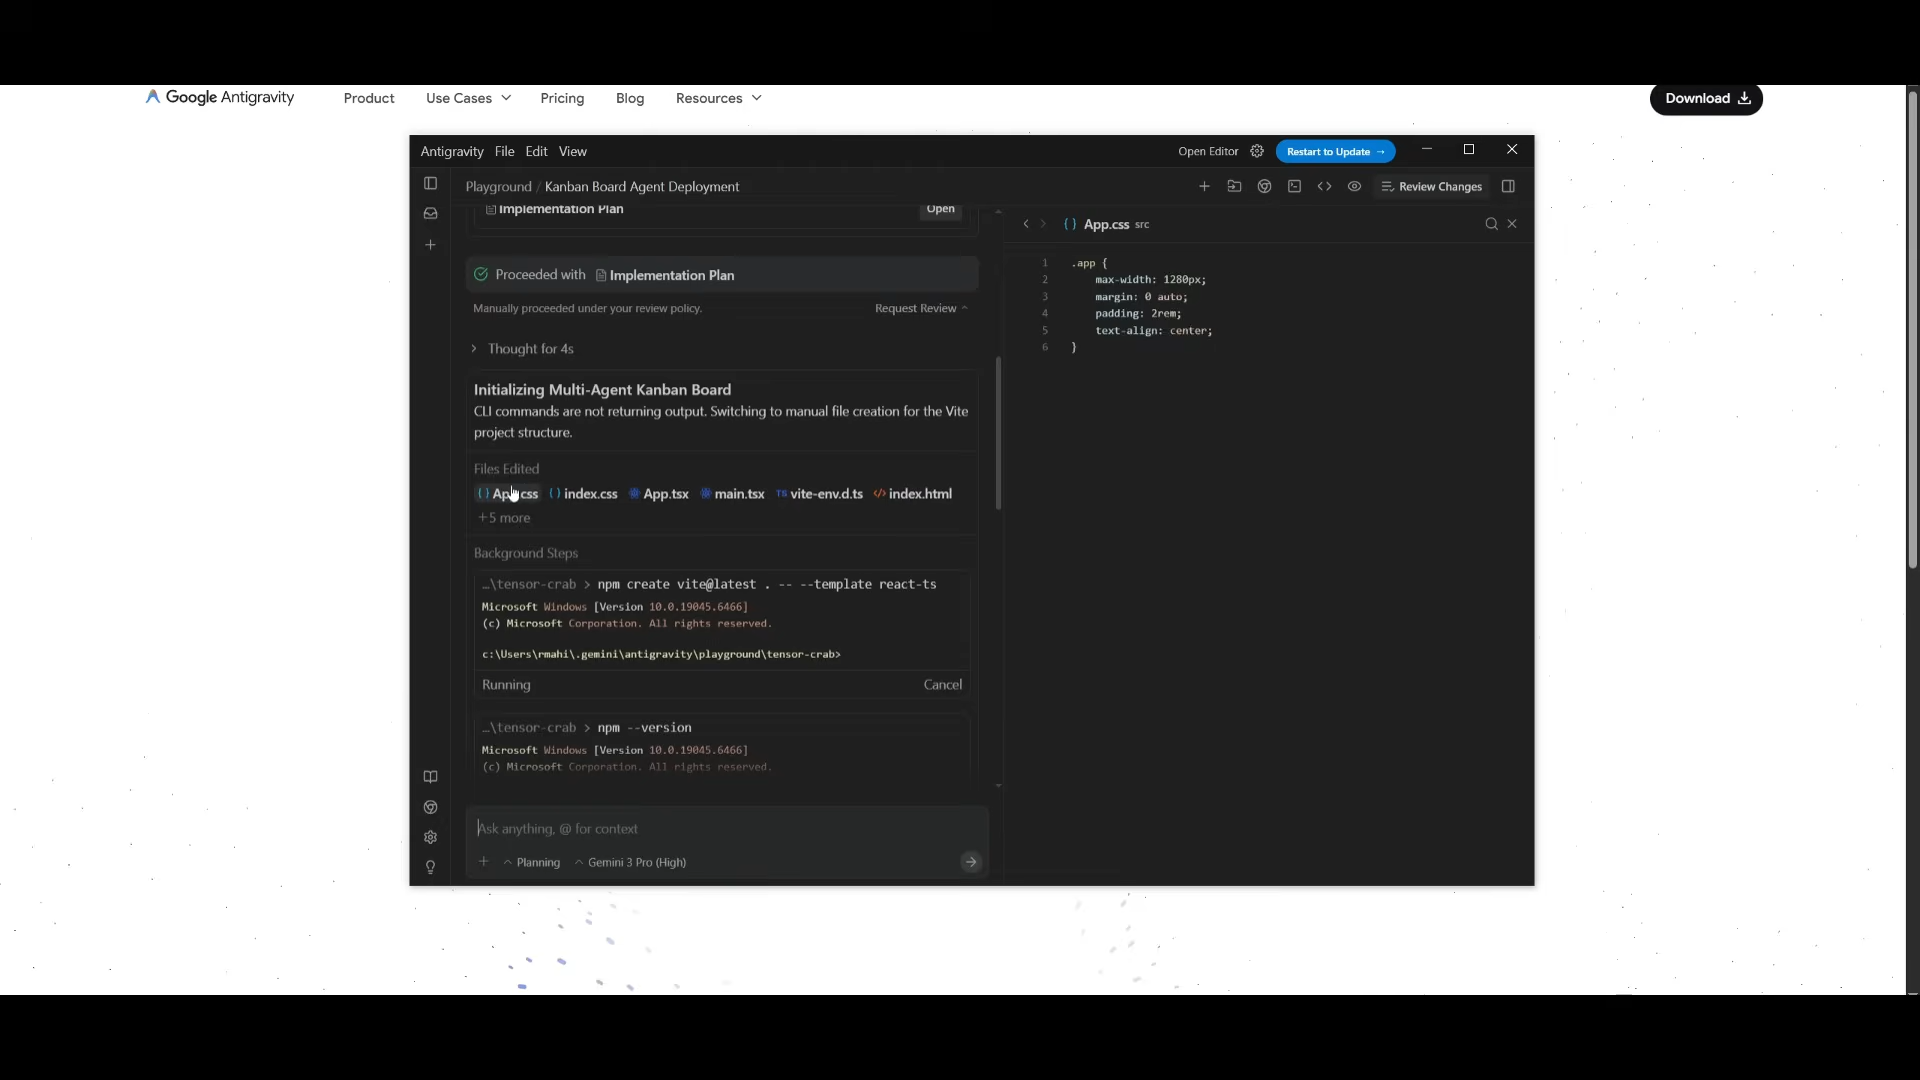 Google Antigravity Product Use Cases Pricing Blog Resources Download
Antigravity File Edit View Open Editor Restart to Update →
Playground / Kanban Board Agent Deployment Review Changes
Implementation Plan Open
Proceeded with Implementation Plan
Manually proceeded under your review policy. Request Review
Thought for 4s
Initializing Multi-Agent Kanban Board
CLI commands are not returning output. Switching to manual file creation for the Vite
project structure.
Files Edited
{} App.css {} index.css App.tsx main.tsx TS vite-env.d.ts </> index.html
+5 more
Background Steps
…\tensor-crab > npm create vite@latest . -- --template react-ts
Microsoft Windows [Version 10.0.19045.6466]
(c) Microsoft Corporation. All rights reserved.
c:\Users\rmahi\.gemini\antigravity\playground\tensor-crab>
Running Cancel
…\tensor-crab > npm --version
Microsoft Windows [Version 10.0.19045.6466]
(c) Microsoft Corporation. All rights reserved.
Ask anything, @ for context
+ Planning Gemini 3 Pro (High)
{} App.css src
1 .app {
2 max-width: 1280px;
3 margin: 0 auto;
4 padding: 2rem;
5 text-align: center;
6 }